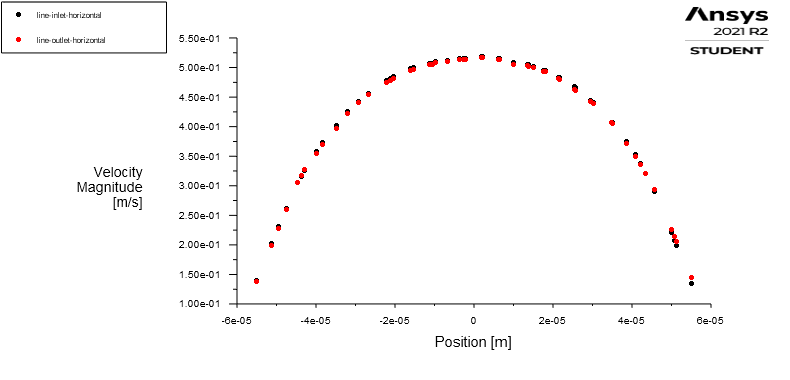 line-inlet-horizontal
line-outlet-horizontal
Ansys
2021 R2
STUDENT
5.50e-01
5.00e-01
4.50e-01
4.00e-01
3.50e-01
3.00e-01
2.50e-01
2.00e-01
1.50e-01
1.00e-01
Velocity
Magnitude
[m/s]
-6e-05 -4e-05 -2e-05 0 2e-05 4e-05 6e-05
Position [m]